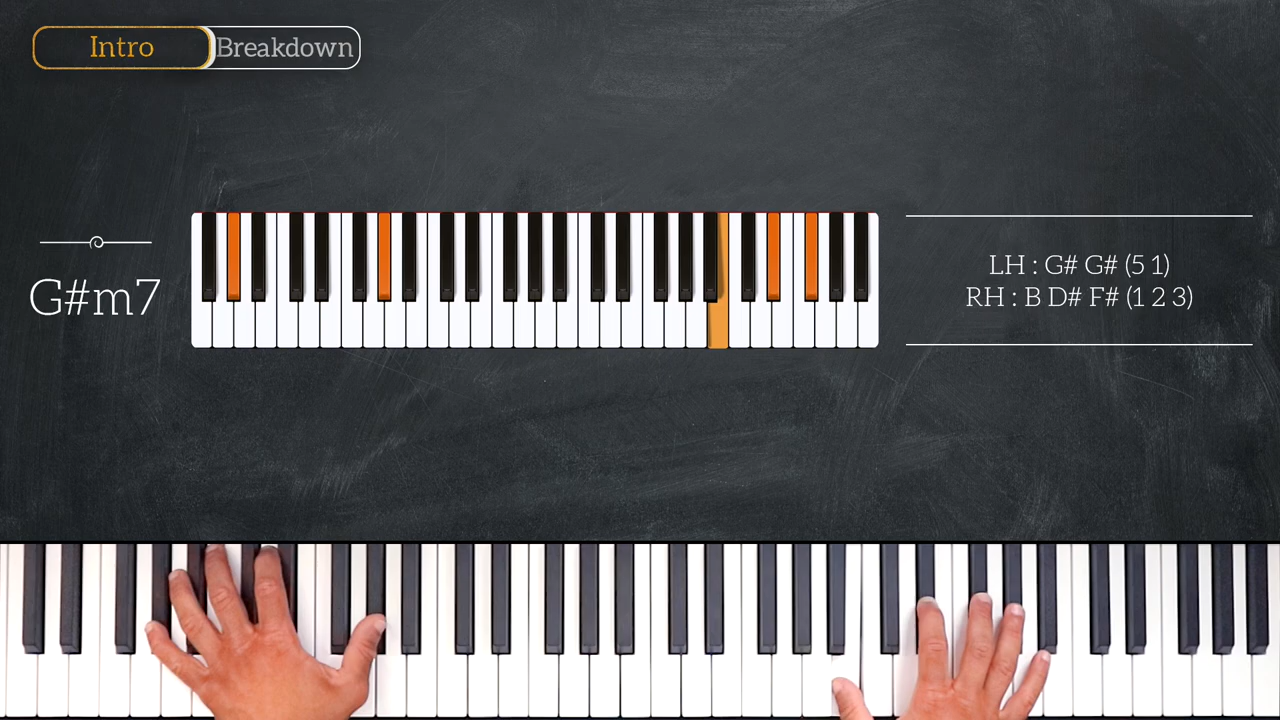 Intro
Breakdown
G#m7
LH : G# G# (5 1)
RH : B D# F# (1 2 3)